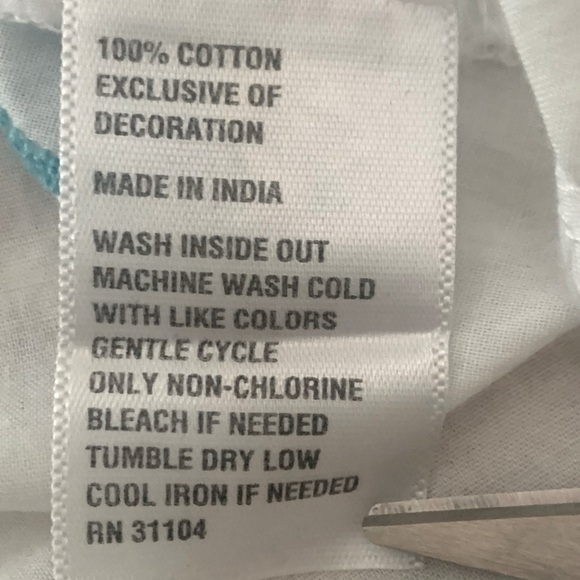 100% COTTON
EXCLUSIVE OF
DECORATION
MADE IN INDIA
WASH INSIDE OUT
MACHINE WASH COLD
WITH LIKE COLORS
GENTLE CYCLE
ONLY NON-CHLORINE
BLEACH IF NEEDED
TUMBLE DRY LOW
COOL IRON IF NEEDED
RN 31104